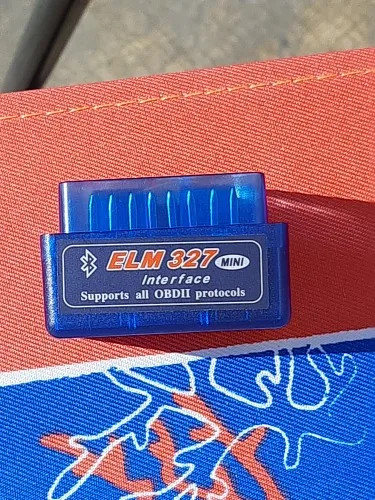 ELM 327 MINI
Interface
Supports all OBDII protocols